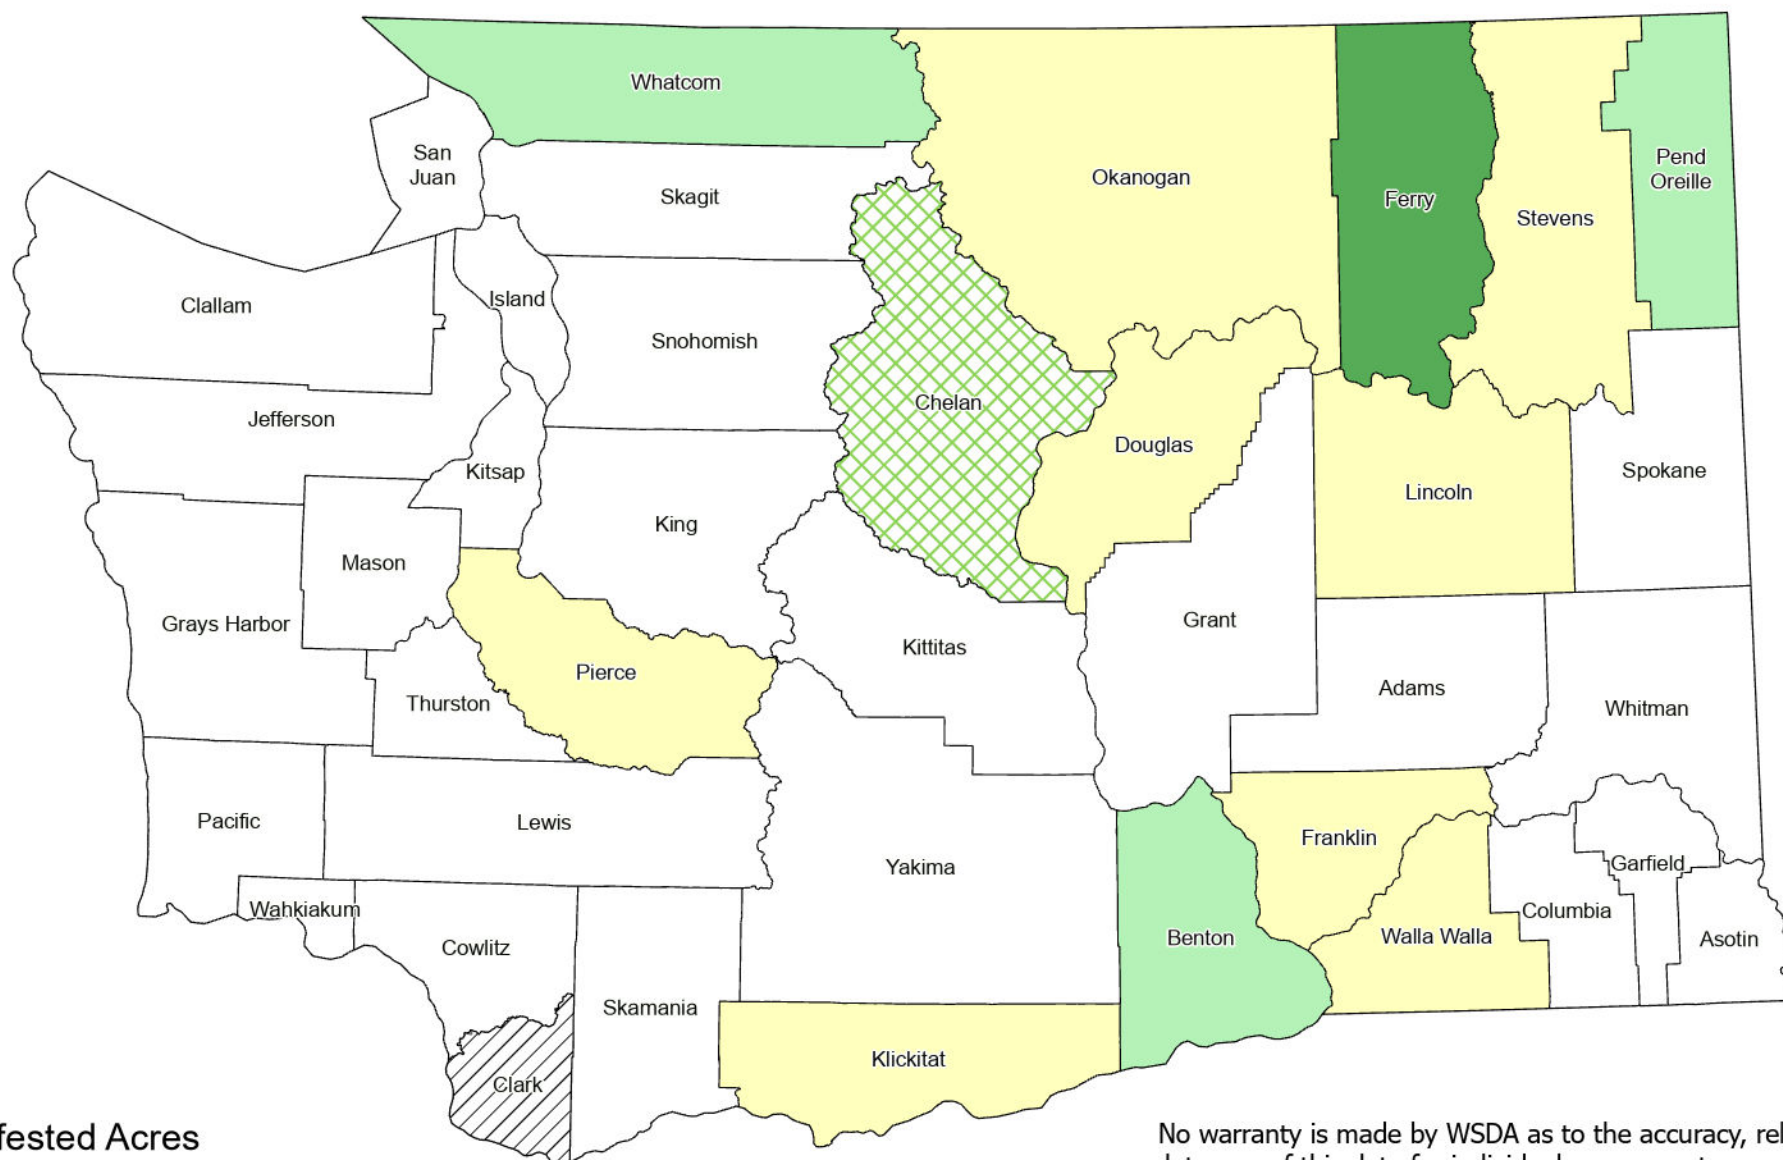 Whatcom
San
Juan
Skagit
Okanogan
Ferry
Stevens
Pend
Oreille
Clallam
Island
Snohomish
Chelan
Jefferson
Kitsap
Douglas
Lincoln
Spokane
King
Mason
Grays Harbor
Grant
Kittitas
Pierce
Thurston
Adams
Whitman
Pacific
Lewis
Yakima
Franklin
Garfield
Wahkiakum
Columbia
Cowlitz
Benton
Walla Walla
Asotin
Skamania
Klickitat
Clark
fested Acres
No warranty is made by WSDA as to the accuracy, rel